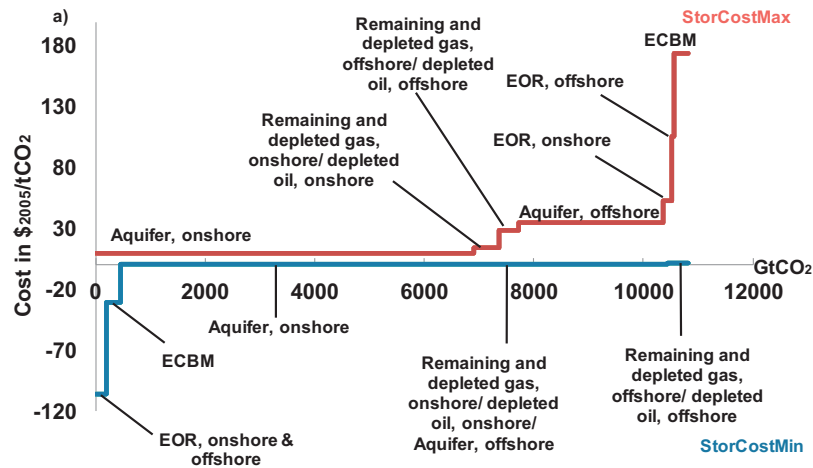 a)
StorCostMax
Cost in $2005/tCO2
180
130
80
30
-20
-70
-120
Remaining and
depleted gas,
offshore/ depleted
oil, offshore
ECBM
EOR, offshore
Remaining and
depleted gas,
onshore/ depleted
oil, onshore
EOR, onshore
Aquifer, onshore
Aquifer, offshore
GtCO2
0
2000
4000
6000
8000
10000
12000
Aquifer, onshore
ECBM
Remaining and
depleted gas,
onshore/ depleted
oil, onshore/
Aquifer, offshore
Remaining and
depleted gas,
offshore/ depleted
oil, offshore
EOR, onshore &
offshore
StorCostMin